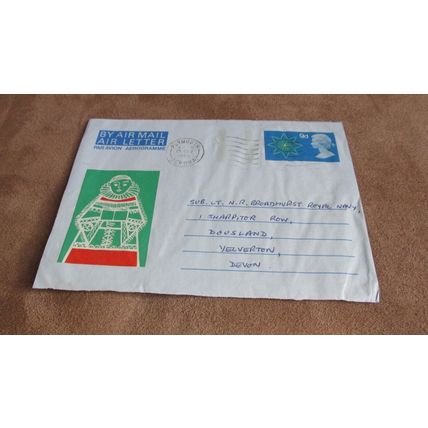 BY AIR MAIL
AIR LETTER
PAR AVION AEROGRAMME
PLYMOUTH
9d
SUB. LT. N.R. BROADHURST ROYAL NAVY,
1 SHARPITOR ROW,
DOUSLAND,
YELVERTON,
DEVON